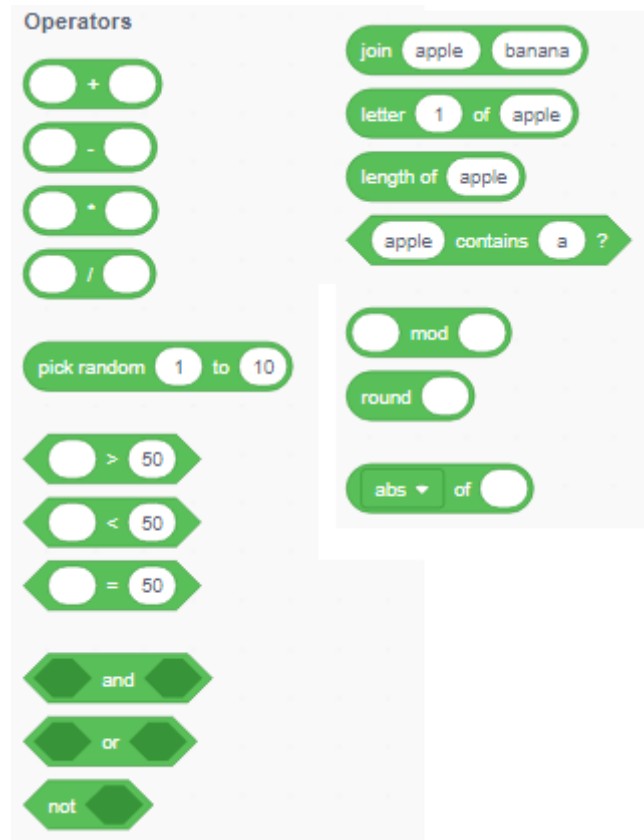 Operators
+
-
*
/
pick random 1 to 10
> 50
< 50
= 50
and
or
not
join apple banana
letter 1 of apple
length of apple
apple contains a ?
mod
round
abs of